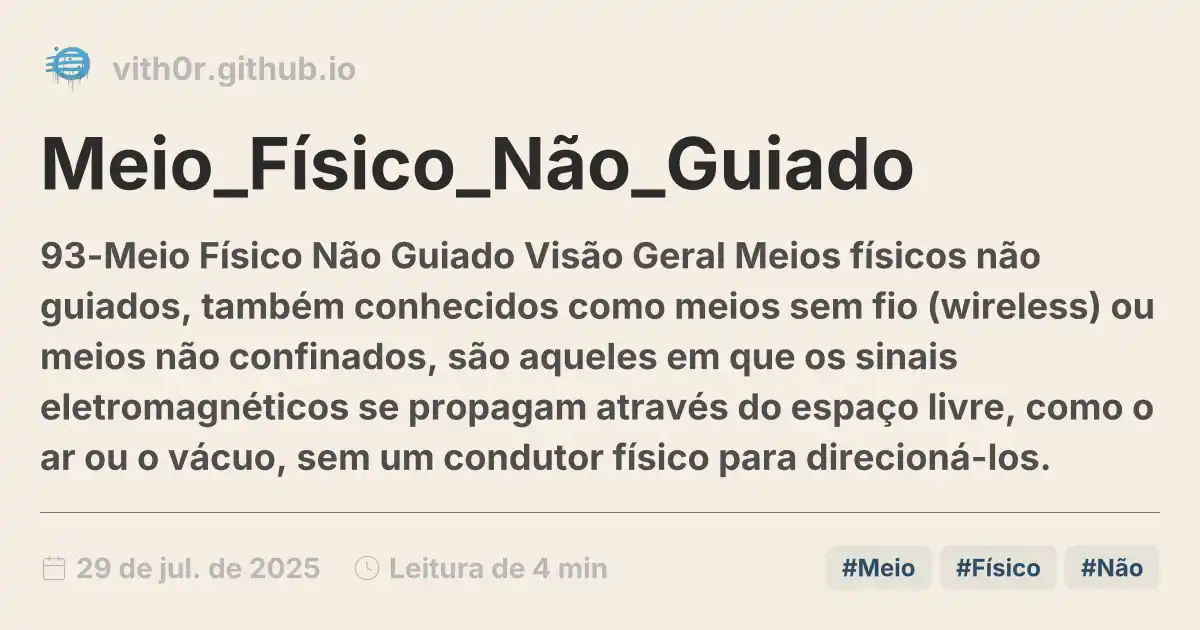 vith0r.github.io
Meio_Físico_Não_Guiado
93-Meio Físico Não Guiado Visão Geral Meios físicos não
guiados, também conhecidos como meios sem fio (wireless) ou
meios não confinados, são aqueles em que os sinais
eletromagnéticos se propagam através do espaço livre, como o
ar ou o vácuo, sem um condutor físico para direcioná-los.
29 de jul. de 2025 Leitura de 4 min #Meio #Físico #Não